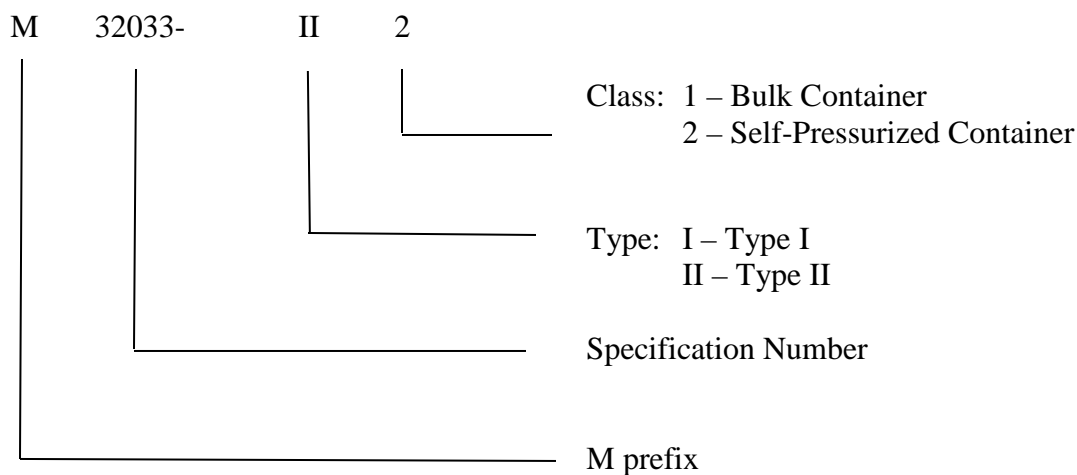 M 32033- II 2
Class: 1 – Bulk Container
2 – Self-Pressurized Container
Type: I – Type I
II – Type II
Specification Number
M prefix